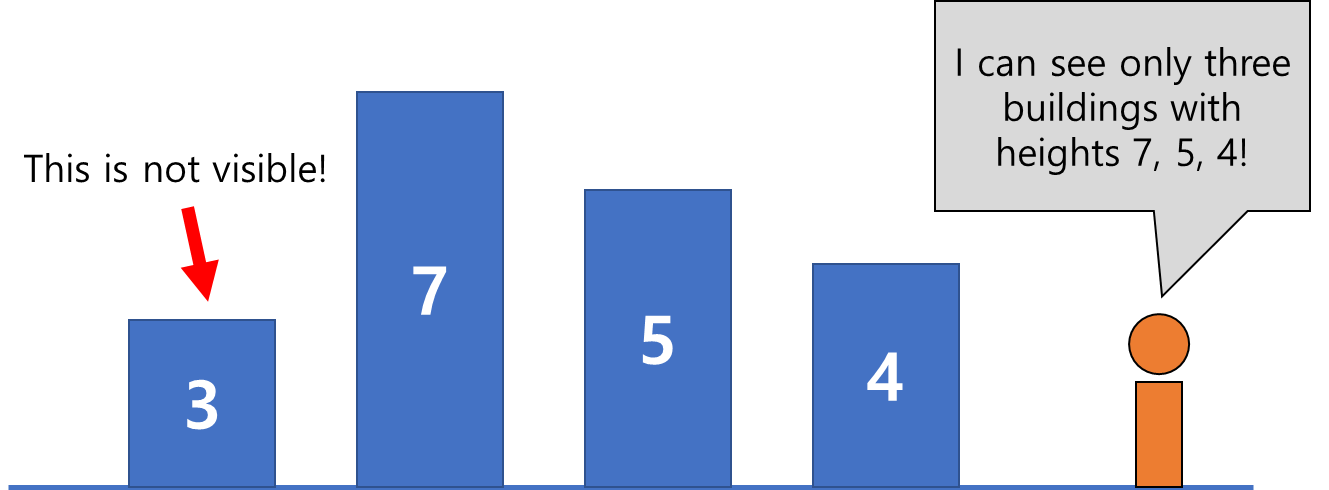 I can see only three
buildings with
heights 7, 5, 4!
This is not visible!
3
7
5
4